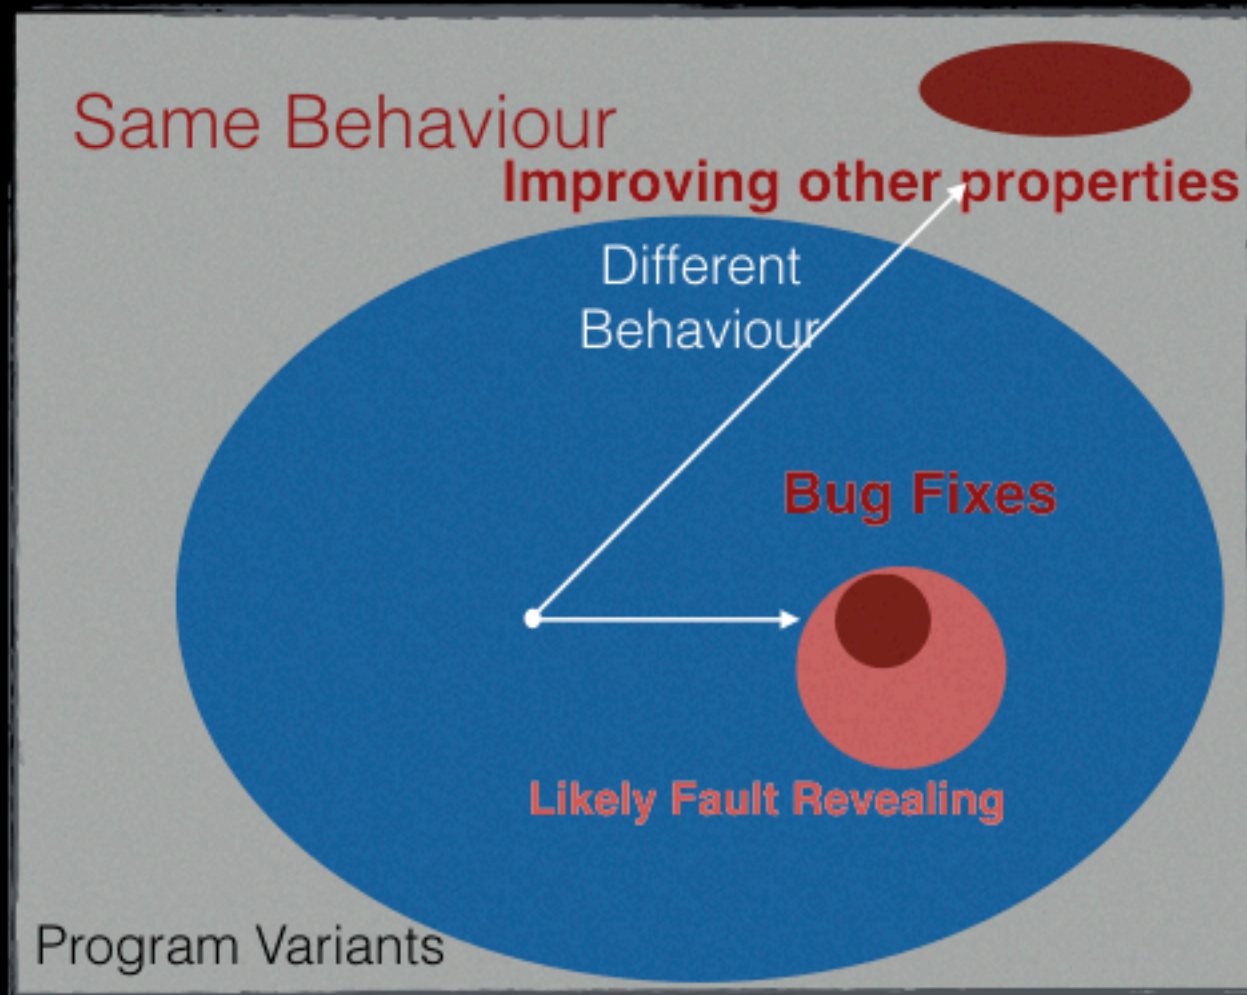 Same Behaviour
Improving other properties
Different
Behaviour
Bug Fixes
Likely Fault Revealing
Program Variants